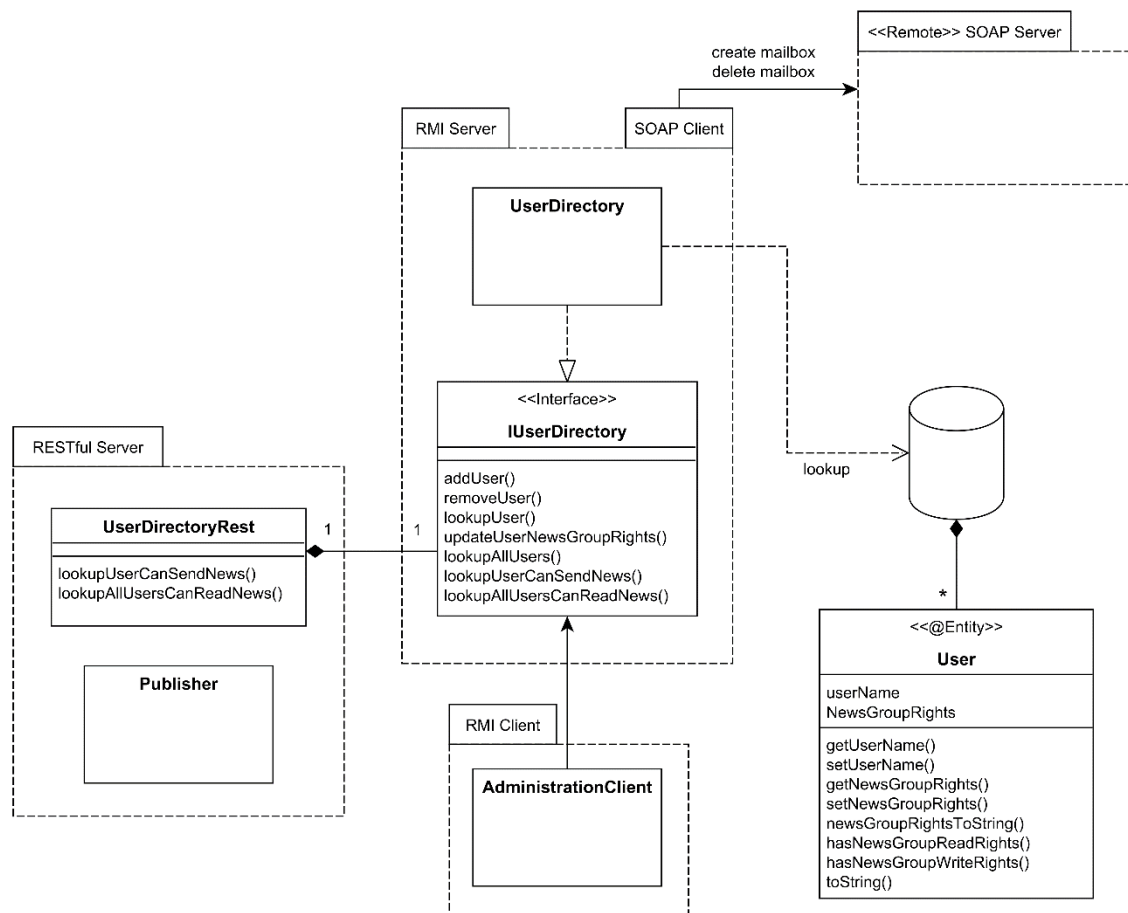 <<Remote>> SOAP Server
create mailbox
delete mailbox
RMI Server
SOAP Client
UserDirectory
<<Interface>>
IUserDirectory
addUser()
removeUser()
lookupUser()
updateUserNewsGroupRights()
lookupAllUsers()
lookupUserCanSendNews()
lookupAllUsersCanReadNews()
lookup
RESTful Server
UserDirectoryRest
lookupUserCanSendNews()
lookupAllUsersCanReadNews()
1
1
Publisher
RMI Client
AdministrationClient
*
<<@Entity>>
User
userName
NewsGroupRights
getUserName()
setUserName()
getNewsGroupRights()
setNewsGroupRights()
newsGroupRightsToString()
hasNewsGroupReadRights()
hasNewsGroupWriteRights()
toString()